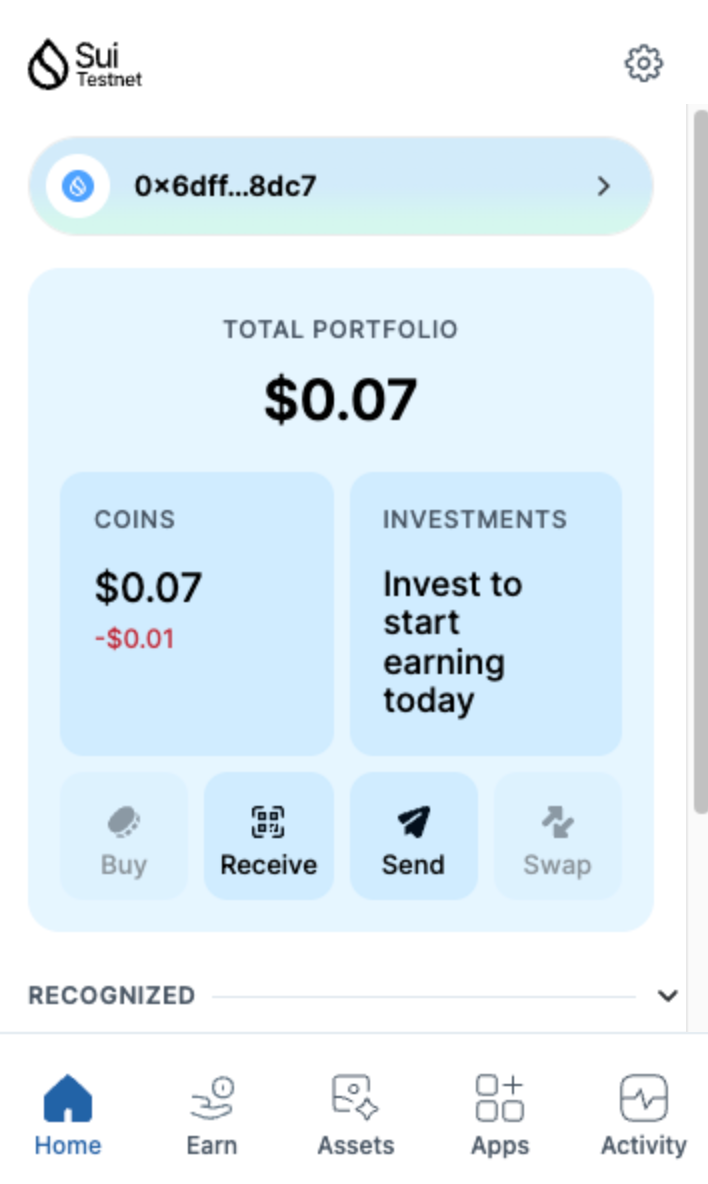 Sui
Testnet
0×6dff...8dc7
TOTAL PORTFOLIO
$0.07
COINS
$0.07
-$0.01
INVESTMENTS
Invest to
start
earning
today
Buy
Receive
Send
Swap
RECOGNIZED
Home
Earn
Assets
Apps
Activity